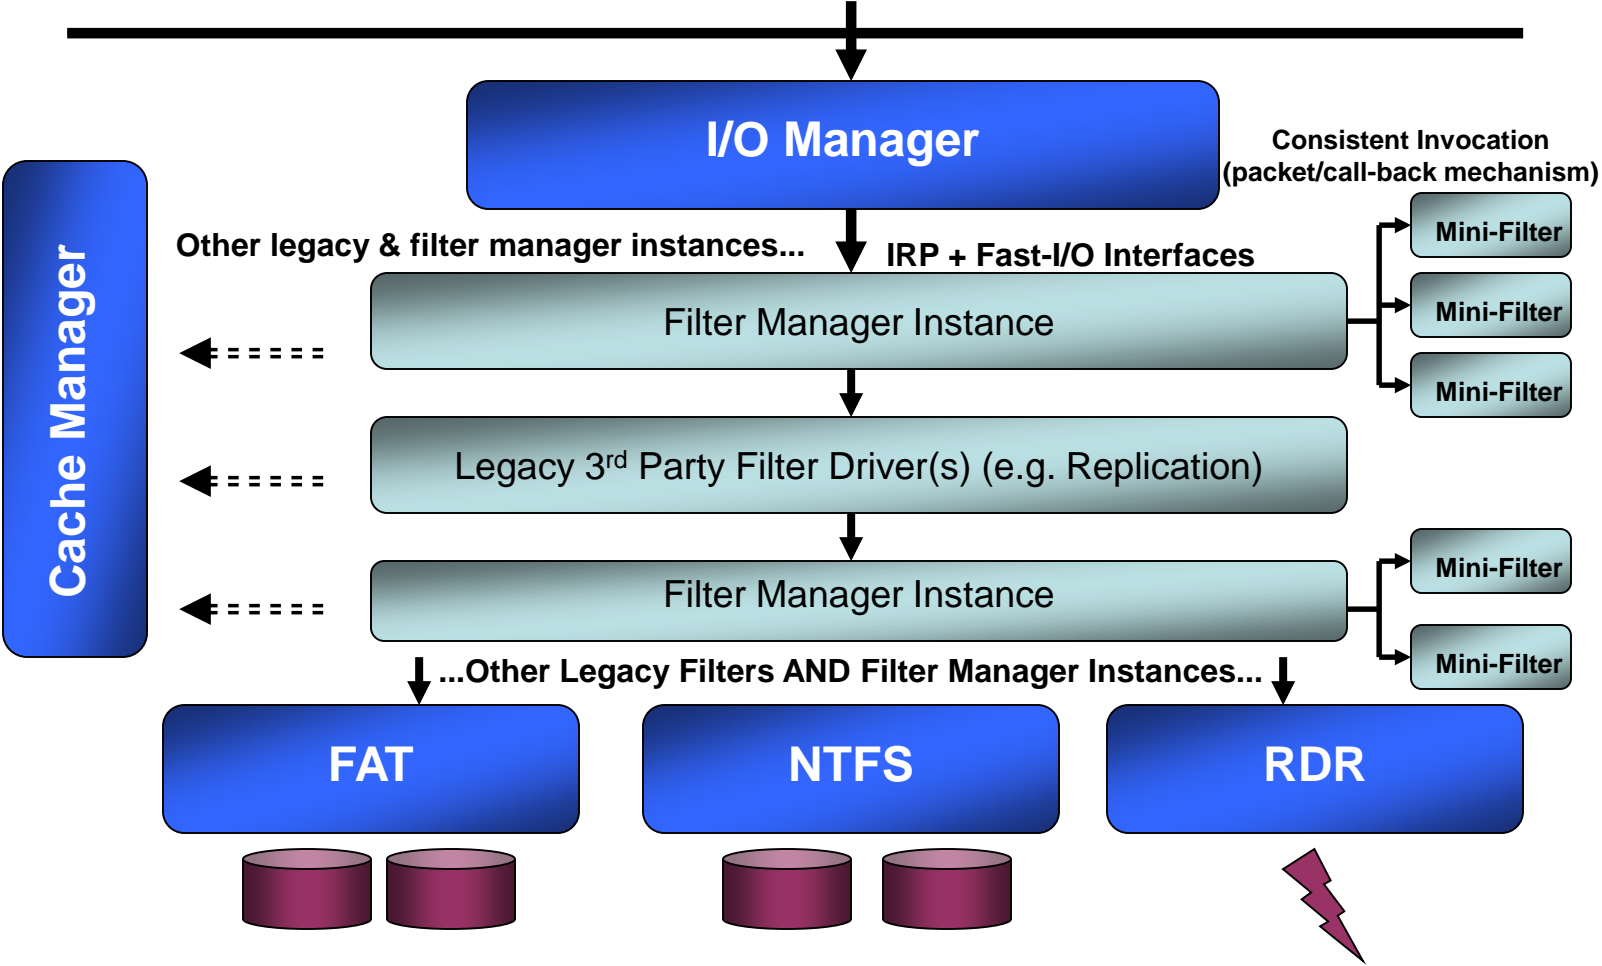 I/O Manager
Consistent Invocation
(packet/call-back mechanism)
Mini-Filter
Other legacy & filter manager instances...
IRP + Fast-I/O Interfaces
Cache Manager
Filter Manager Instance
Mini-Filter
Mini-Filter
Legacy 3rd Party Filter Driver(s) (e.g. Replication)
Filter Manager Instance
Mini-Filter
Mini-Filter
...Other Legacy Filters AND Filter Manager Instances...
FAT
NTFS
RDR